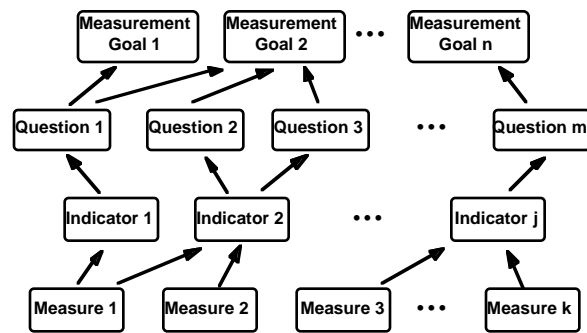 Measurement Goal 1
Measurement Goal 2
•••
Measurement Goal n
Question 1
Question 2
Question 3
•••
Question m
Indicator 1
Indicator 2
•••
Indicator j
Measure 1
Measure 2
Measure 3
•••
Measure k